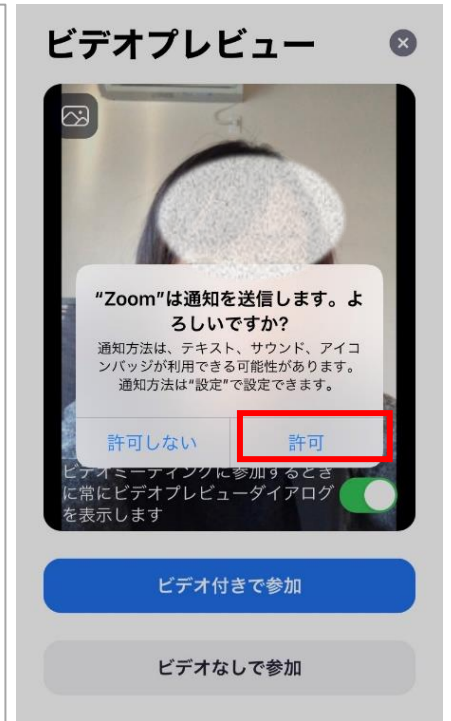 ビデオプレビュー
“Zoom”は通知を送信します。よ
ろしいですか?
通知方法は、テキスト、サウンド、アイコ
ンバッジが利用できる可能性があります。
通知方法は“設定”で設定できます。
許可しない
許可
ビデオミーティングに参加するとき
に常にビデオプレビューダイアログ
を表示します
ビデオ付きで参加
ビデオなしで参加